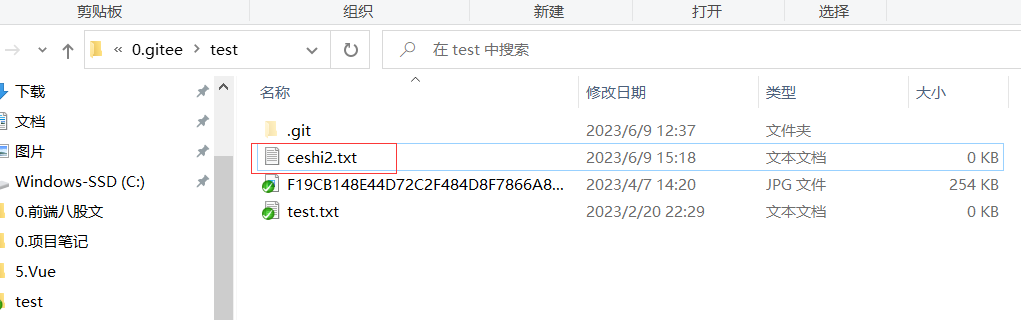 剪贴板 组织 新建 打开 选择
« 0.gitee > test 在 test 中搜索
下载
文档
图片
Windows-SSD (C:)
0.前端八股文
0.项目笔记
5.Vue
test
名称 修改日期 类型 大小
.git 2023/6/9 12:37 文件夹
ceshi2.txt 2023/6/9 15:18 文本文档 0 KB
F19CB148E44D72C2F484D8F7866A8... 2023/4/7 14:20 JPG 文件 254 KB
test.txt 2023/2/20 22:29 文本文档 0 KB